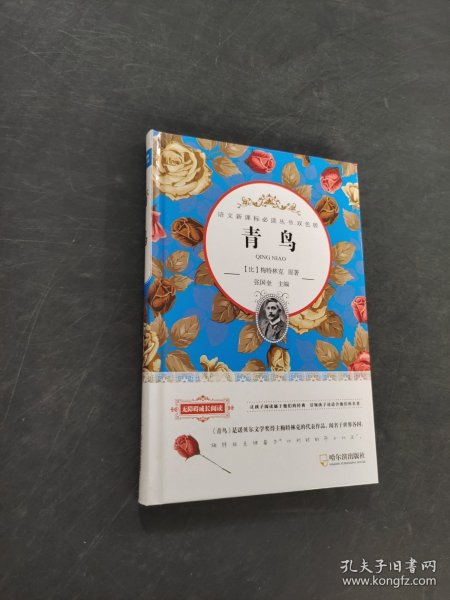 语文新课标必读丛书双色版
青鸟
QING NIAO
【比】梅特林克 原著
张国奎 主编
无障碍成长阅读
《青鸟》是诺贝尔文学奖得主梅特林克的代表作品，闻名于世界各国。
哈尔滨出版社
孔夫子旧书网
www.kongfz.com